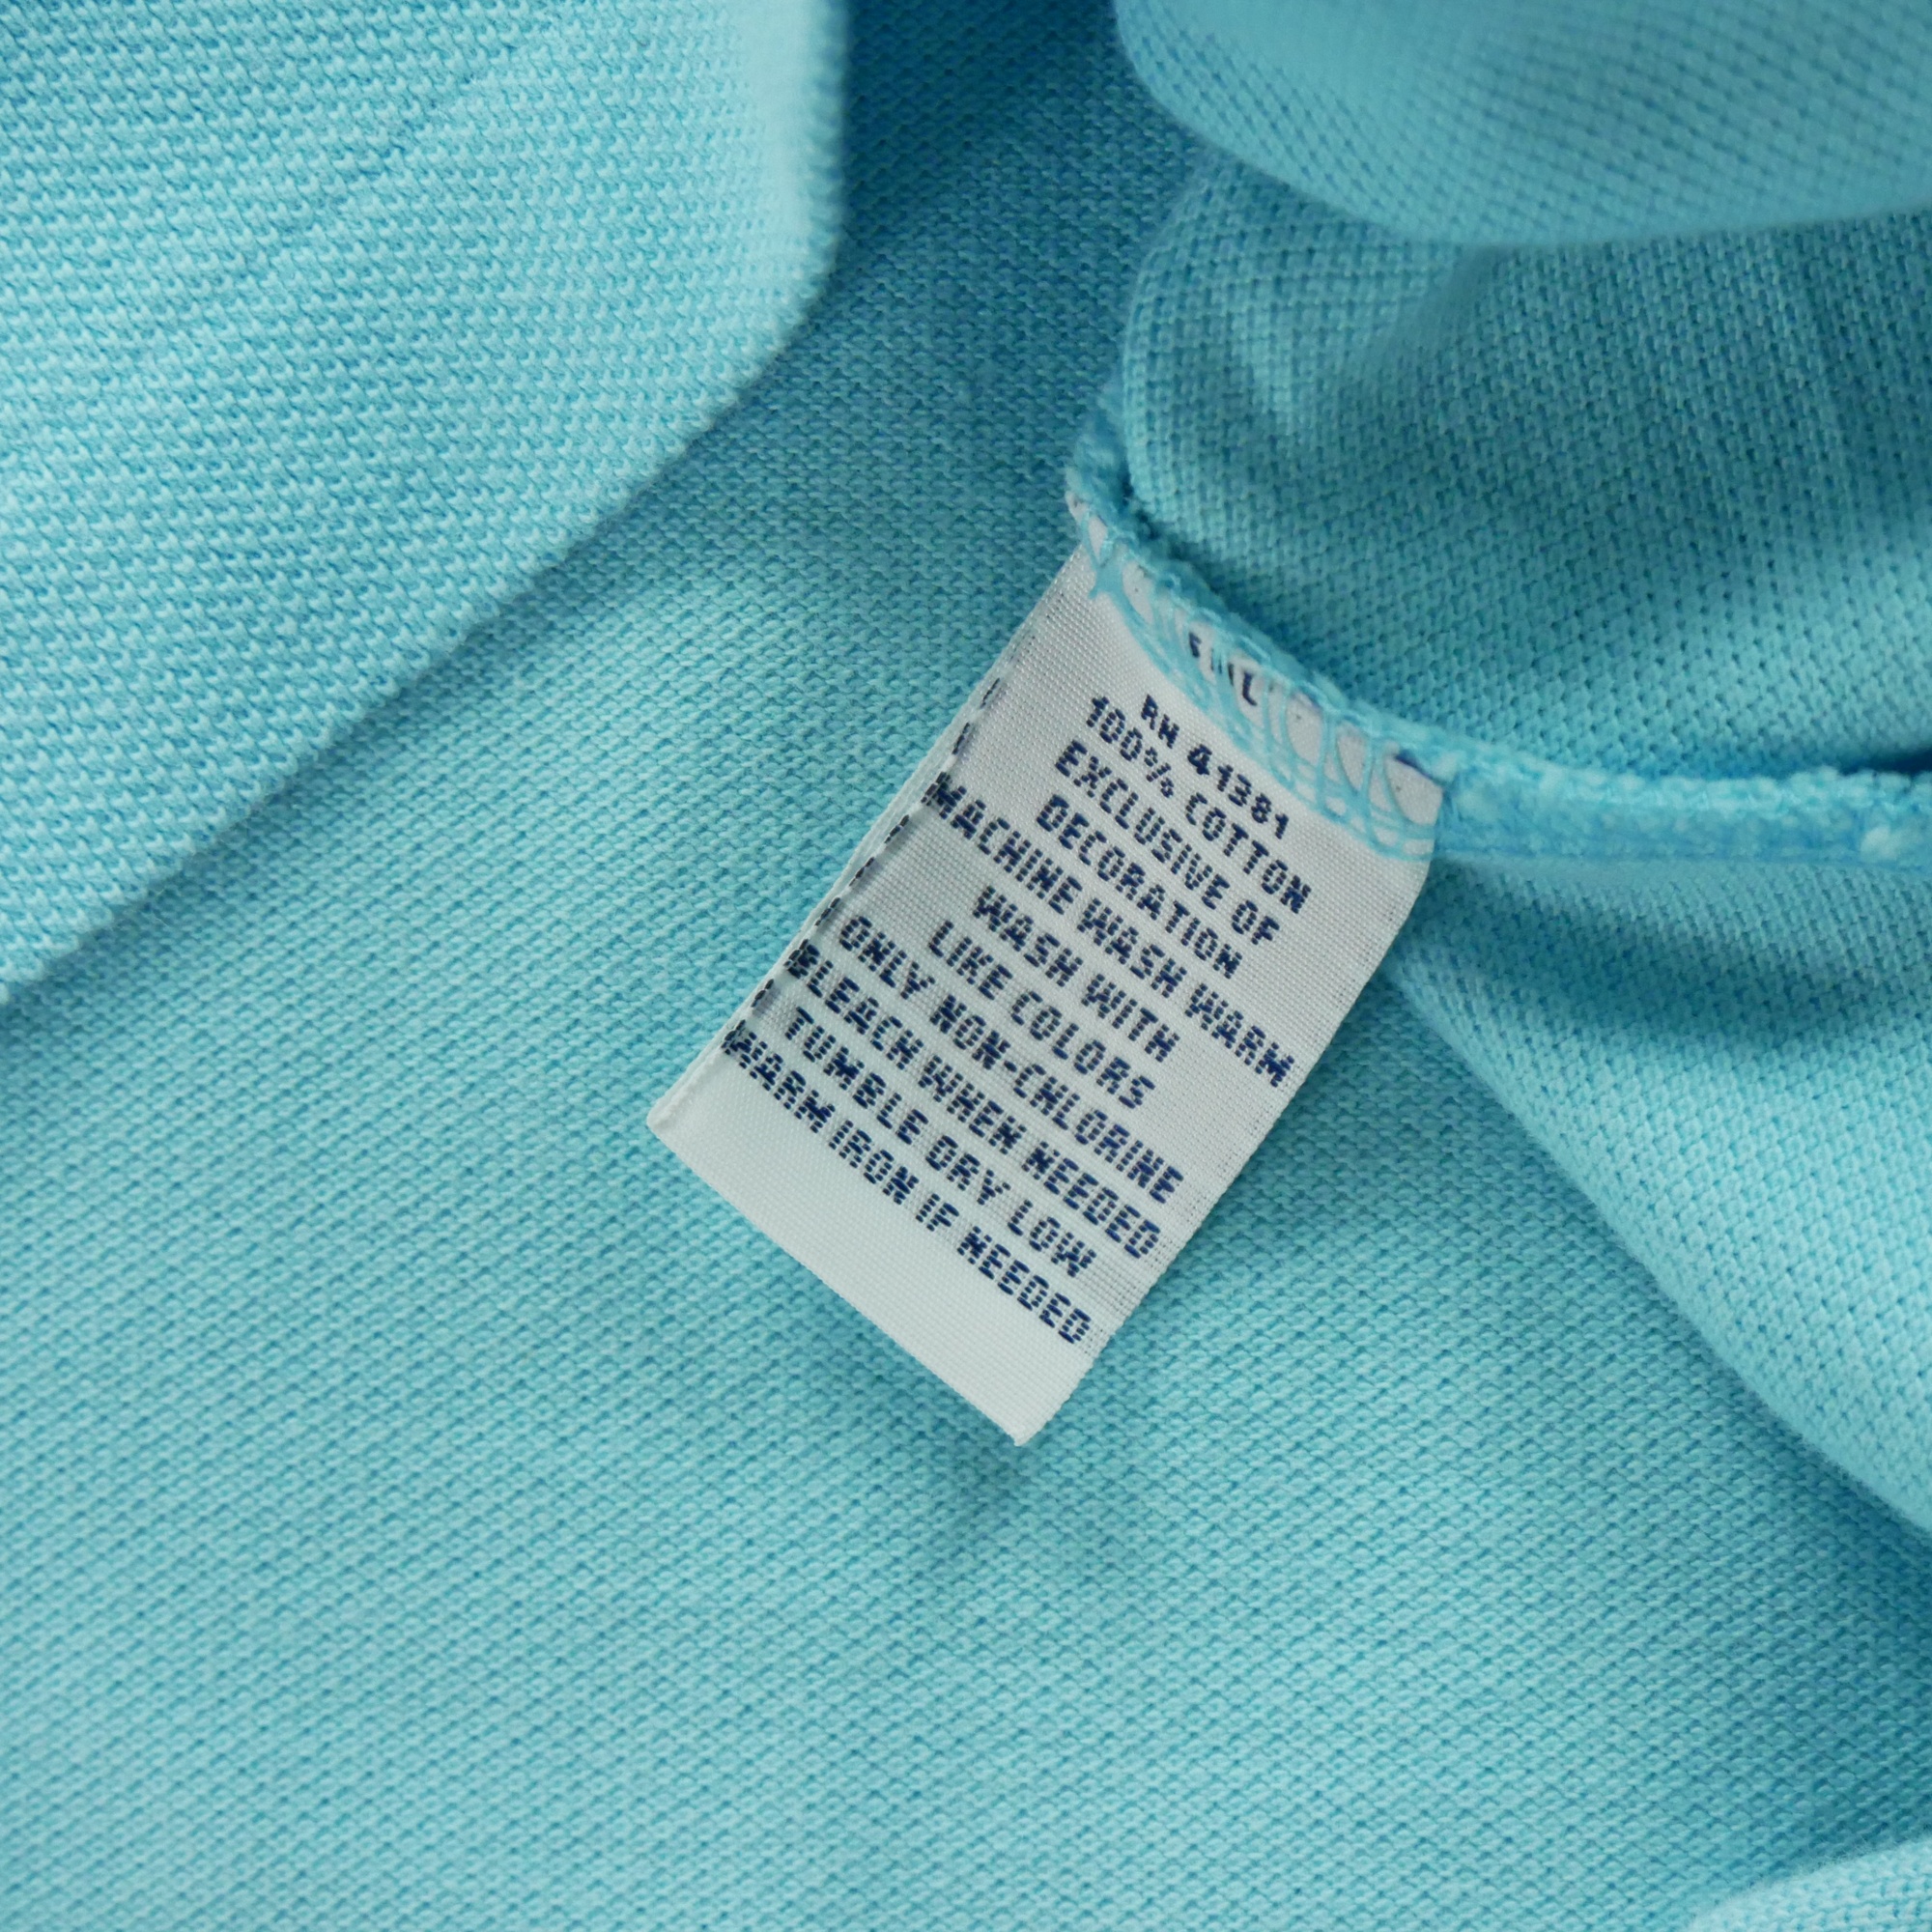 RN 41381
100% COTTON
EXCLUSIVE OF
DECORATION
MACHINE WASH WARM
WASH WITH
LIKE COLORS
ONLY NON-CHLORINE
BLEACH WHEN NEEDED
TUMBLE DRY LOW
WARM IRON IF NEEDED